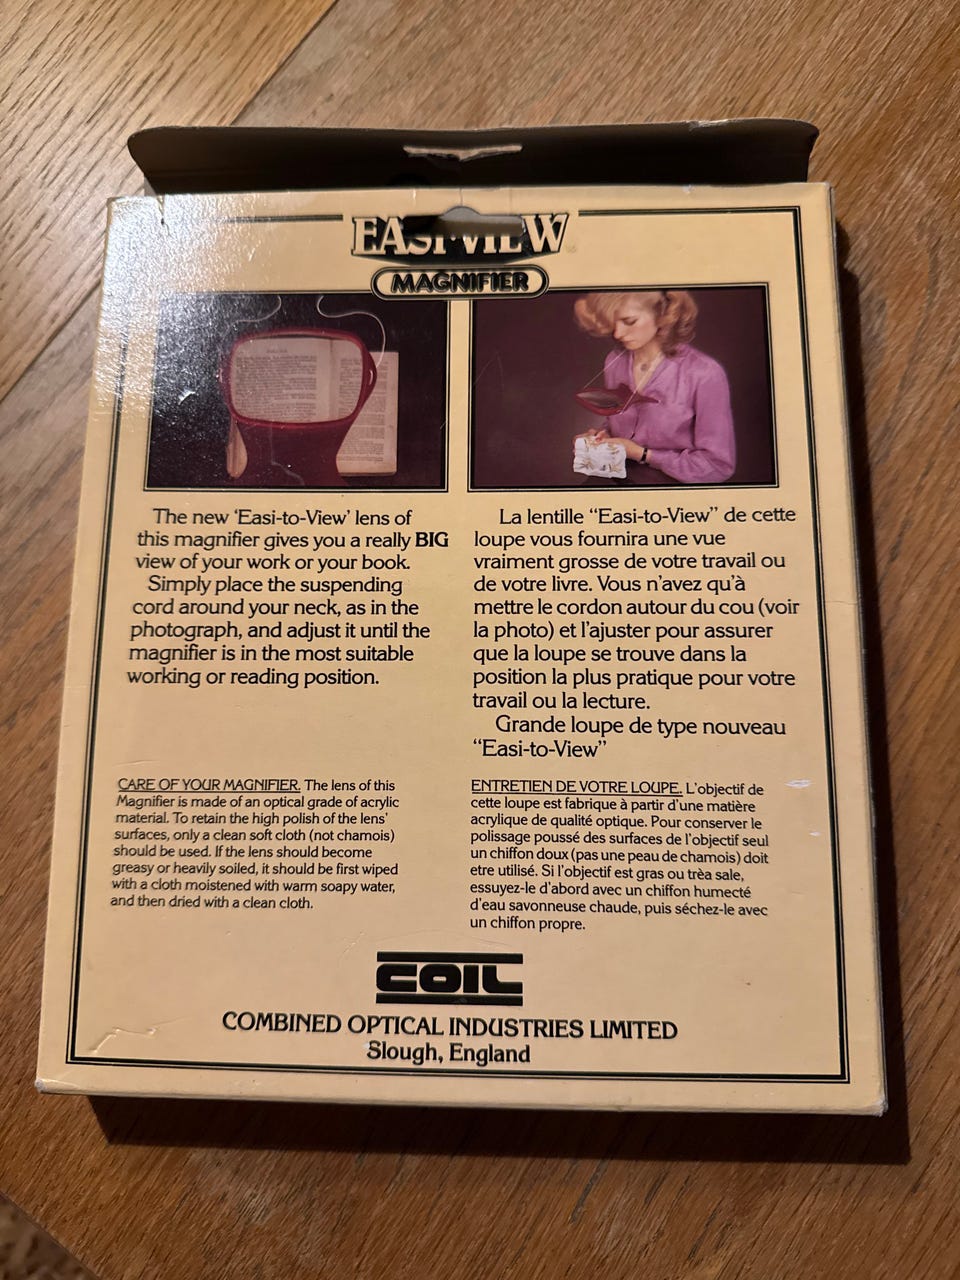 EASI·VIEW
MAGNIFIER
The new 'Easi-to-View' lens of
this magnifier gives you a really BIG
view of your work or your book.
Simply place the suspending
cord around your neck, as in the
photograph, and adjust it until the
magnifier is in the most suitable
working or reading position.
La lentille “Easi-to-View” de cette
loupe vous fournira une vue
vraiment grosse de votre travail ou
de votre livre. Vous n'avez qu'à
mettre le cordon autour du cou (voir
la photo) et l'ajuster pour assurer
que la loupe se trouve dans la
position la plus pratique pour votre
travail ou la lecture.
Grande loupe de type nouveau
“Easi-to-View”
CARE OF YOUR MAGNIFIER. The lens of this
Magnifier is made of an optical grade of acrylic
material. To retain the high polish of the lens'
surfaces, only a clean soft cloth (not chamois)
should be used. If the lens should become
greasy or heavily soiled, it should be first wiped
with a cloth moistened with warm soapy water,
and then dried with a clean cloth.
ENTRETIEN DE VOTRE LOUPE. L'objectif de
cette loupe est fabrique à partir d'une matière
acrylique de qualité optique. Pour conserver le
polissage poussé des surfaces de l'objectif seul
un chiffon doux (pas une peau de chamois) doit
etre utilisé. Si l'objectif est gras ou trèa sale,
essuyez-le d'abord avec un chiffon humecté
d'eau savonneuse chaude, puis séchez-le avec
un chiffon propre.
COIL
COMBINED OPTICAL INDUSTRIES LIMITED
Slough, England